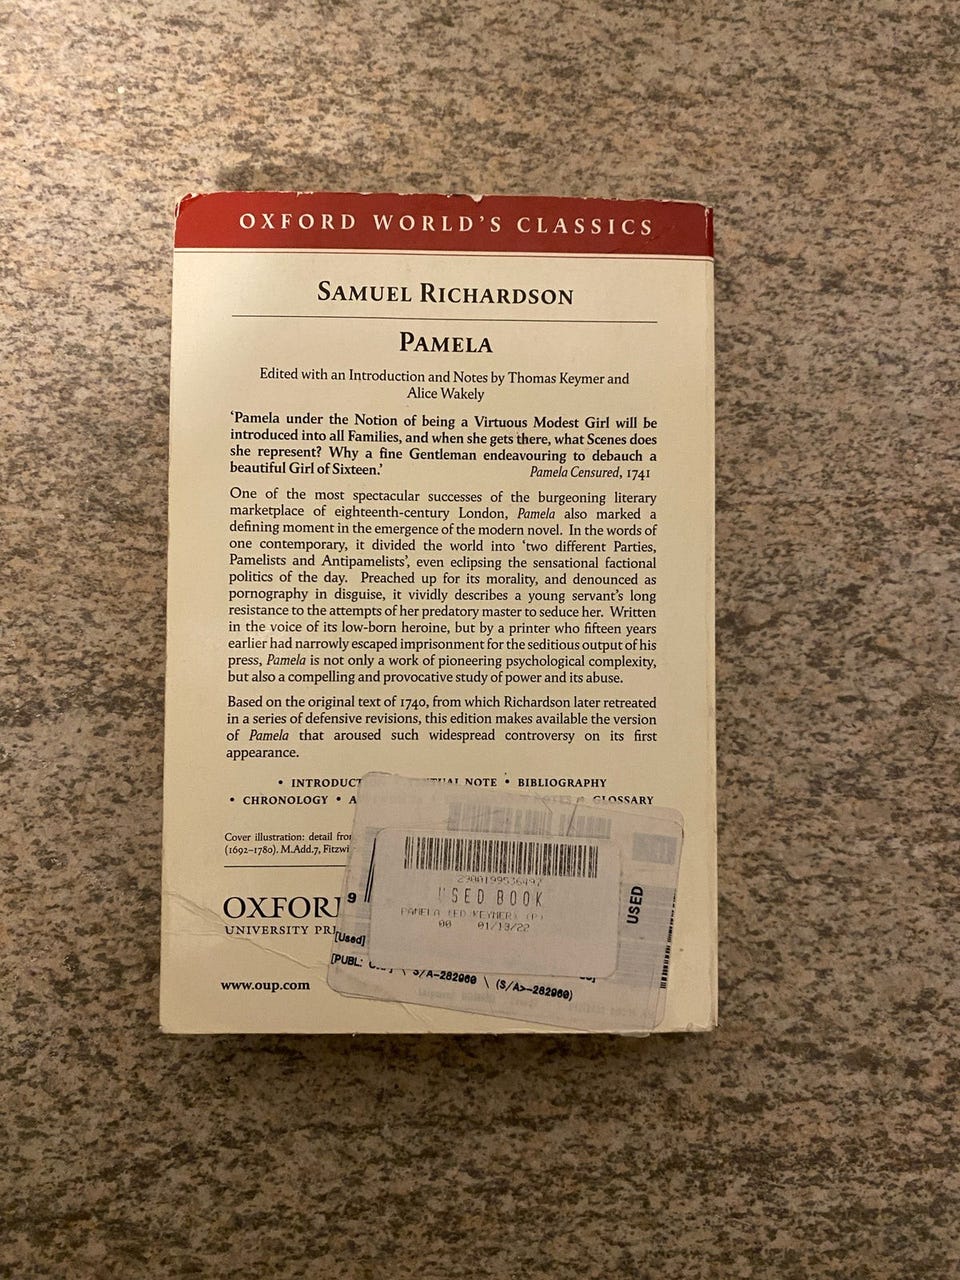 OXFORD WORLD'S CLASSICS
SAMUEL RICHARDSON
PAMELA
Edited with an Introduction and Notes by Thomas Keymer and
Alice Wakely
'Pamela under the Notion of being a Virtuous Modest Girl will be
introduced into all Families, and when she gets there, what Scenes does
she represent? Why a fine Gentleman endeavouring to debauch a
beautiful Girl of Sixteen.' Pamela Censured, 1741
One of the most spectacular successes of the burgeoning literary
marketplace of eighteenth-century London, Pamela also marked a
defining moment in the emergence of the modern novel. In the words of
one contemporary, it divided the world into 'two different Parties,
Pamelists and Antipamelists', even eclipsing the sensational factional
politics of the day. Preached up for its morality, and denounced as
pornography in disguise, it vividly describes a young servant's long
resistance to the attempts of her predatory master to seduce her. Written
in the voice of its low-born heroine, but by a printer who fifteen years
earlier had narrowly escaped imprisonment for the seditious output of his
press, Pamela is not only a work of pioneering psychological complexity,
but also a compelling and provocative study of power and its abuse.
Based on the original text of 1740, from which Richardson later retreated
in a series of defensive revisions, this edition makes available the version
of Pamela that aroused such widespread controversy on its first
appearance.
• INTRODUCT NOTE • BIBLIOGRAPHY
• CHRONOLOGY • A GLOSSARY
Cover illustration: detail fro
(1692–1780). M.Add.7, Fitzwi
OXFOR
UNIVERSITY PR
www.oup.com
9
2900199536497
USED BOOK
PAMELA (ED KEYMER) (P)
00 01/13/22
USED
[Used]
[PUBL:
\ S/A-282960 \ (S/A>-282960)